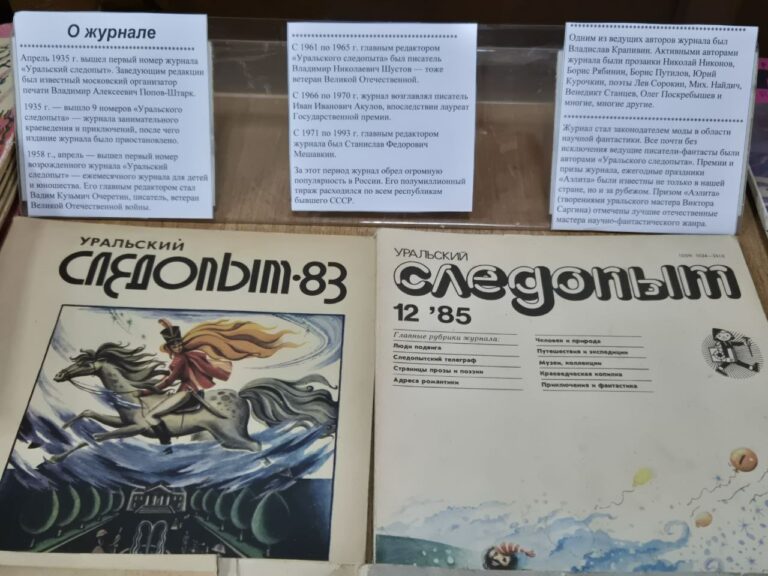 О журнале
Апрель 1935 г. вышел первый номер журнала
«Уральский следопыт». Заведующим редакции
был известный московский организатор
печати Владимир Алексеевич Попов-Штарк.
1935 г. — вышло 9 номеров «Уральского
следопыта» — журнала занимательного
краеведения и приключений, после чего
издание журнала было приостановлено.
1958 г., апрель — вышел первый номер
возрожденного журнала «Уральский
следопыт» — ежемесячного журнала для детей
и юношества. Его главным редактором стал
Вадим Кузьмич Очеретин, писатель, ветеран
Великой Отечественной войны.
С 1961 по 1965 г. главным редактором
«Уральского следопыта» был писатель
Владимир Николаевич Шустов — тоже
ветеран Великой Отечественной.
С 1966 по 1970 г. журнал возглавлял писатель
Иван Иванович Акулов, впоследствии лауреат
Государственной премии.
С 1971 по 1993 г. главным редактором
журнала был Станислав Федорович
Мешавкин.
За этот период журнал обрел огромную
популярность в России. Его полумиллионный
тираж расходился по всем республикам
бывшего СССР.
Одним из ведущих авторов журнала был
Владислав Крапивин. Активными авторами
журнала были прозаики Николай Никонов,
Борис Рябинин, Борис Путилов, Юрий
Курочкин, поэты Лев Сорокин, Мих. Найдич,
Венедикт Станцев, Олег Поскребышев и
многие, многие другие.
Журнал стал законодателем моды в области
научной фантастики. Все почти без
исключения ведущие писатели-фантасты были
авторами «Уральского следопыта». Премии и
призы журнала, ежегодные праздники
«Аэлита» были известны не только в нашей
стране, но и за рубежом. Призом «Аэлита»
(творениями уральского мастера Виктора
Саргина) отмечены лучшие отечественные
мастера научно-фантастического жанра.
УРАЛЬСКИЙ
СЛЕДОПЫТ·83
УРАЛЬСКИЙ
следопыт
12 '85
Главные рубрики журнала:
Люди подвига
Следопытский телеграф
Страницы прозы и поэзии
Адреса романтики
Человек и природа
Путешествия и экспедиции
Музеи, коллекции
Краеведческая копилка
Приключения и фантастика